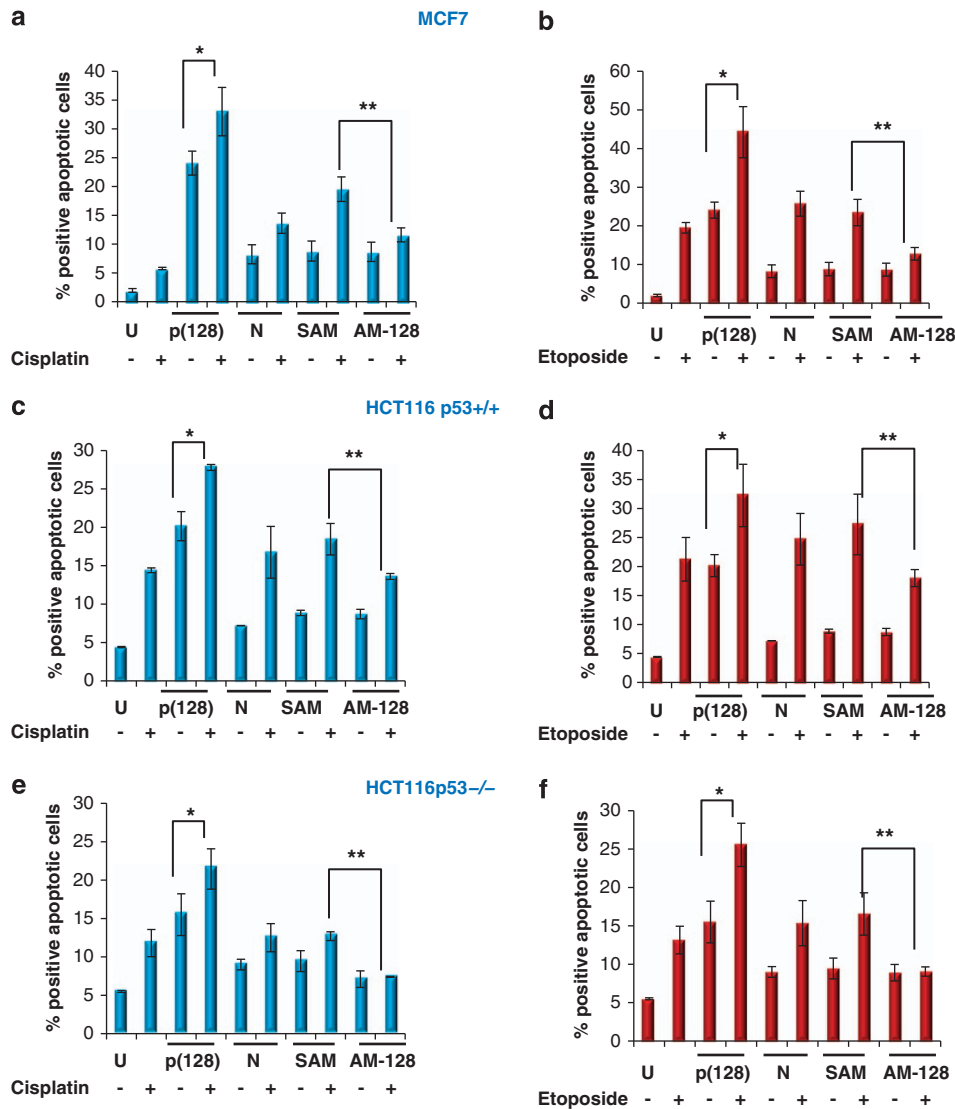 a
MCF7
b
% positive apoptotic cells
40
35
30
25
20
15
10
5
0
*
**
U p(128) N SAM AM-128
Cisplatin - + - + - + - + - +
% positive apoptotic cells
60
50
40
30
20
10
0
*
**
U p(128) N SAM AM-128
Etoposide - + - + - + - + - +
c
HCT116 p53+/+
d
% positive apoptotic cells
30
25
20
15
10
5
0
*
**
U p(128) N SAM AM-128
Cisplatin - + - + - + - + - +
% positive apoptotic cells
40
35
30
25
20
15
10
5
0
*
**
U p(128) N SAM AM-128
Etoposide - + - + - + - + - +
e
HCT116p53–/–
f
% positive apoptotic cells
30
25
20
15
10
5
0
*
**
U p(128) N SAM AM-128
Cisplatin - + - + - + - + - +
% positive apoptotic cells
30
25
20
15
10
5
0
*
**
U p(128) N SAM AM-128
Etoposide - + - + - + - + - +